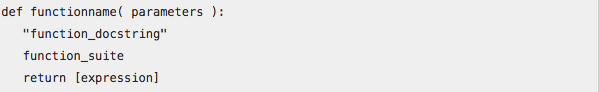 def functionname( parameters ):
   "function_docstring"
   function_suite
   return [expression]